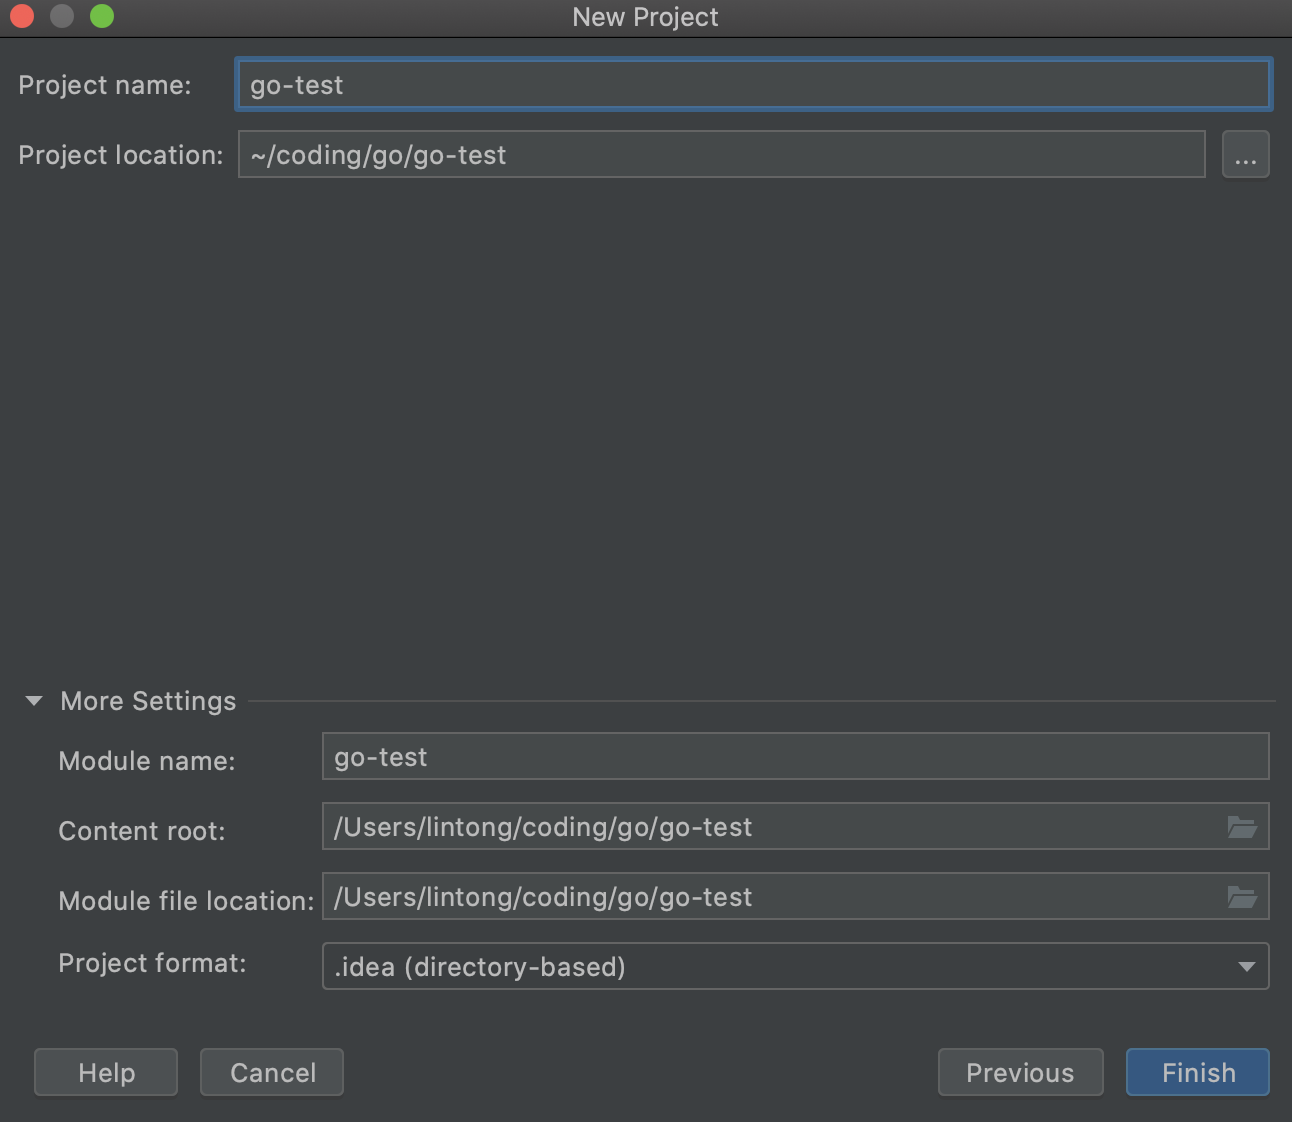 New Project
Project name: go-test
Project location: ~/coding/go/go-test ...
More Settings
Module name: go-test
Content root: /Users/lintong/coding/go/go-test
Module file location: /Users/lintong/coding/go/go-test
Project format: .idea (directory-based)
Help Cancel Previous Finish